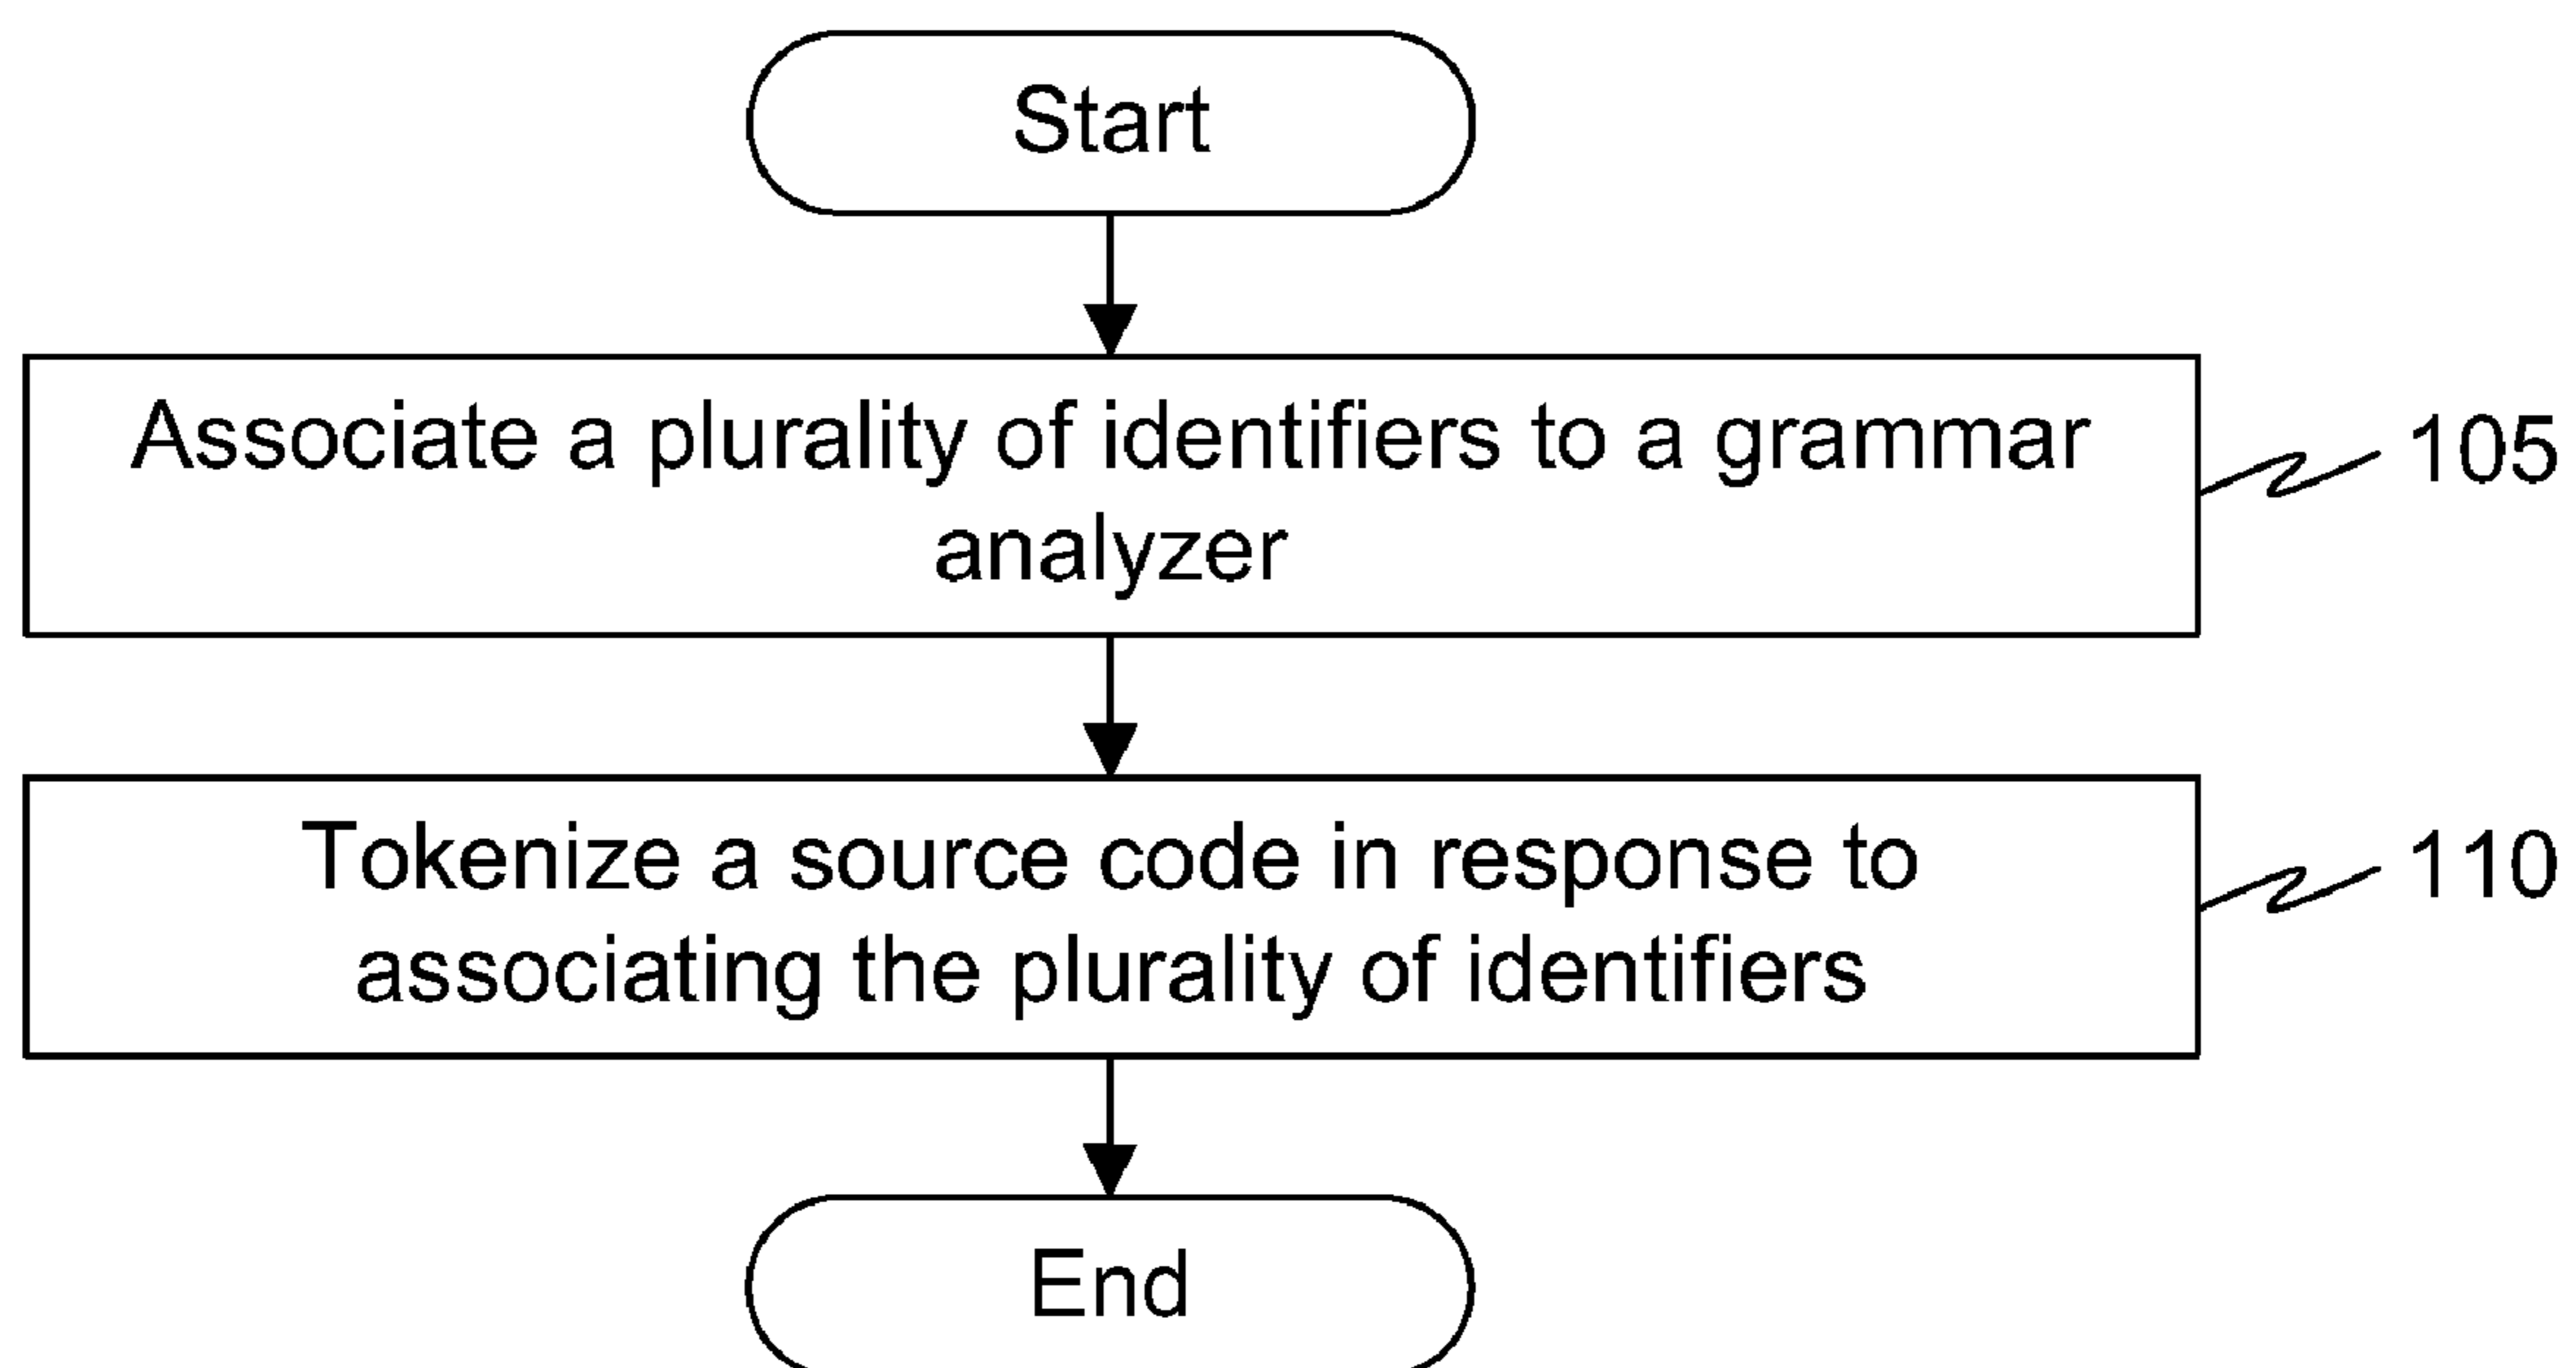 Start
Associate a plurality of identifiers to a grammar
analyzer
105
Tokenize a source code in response to
associating the plurality of identifiers
110
End